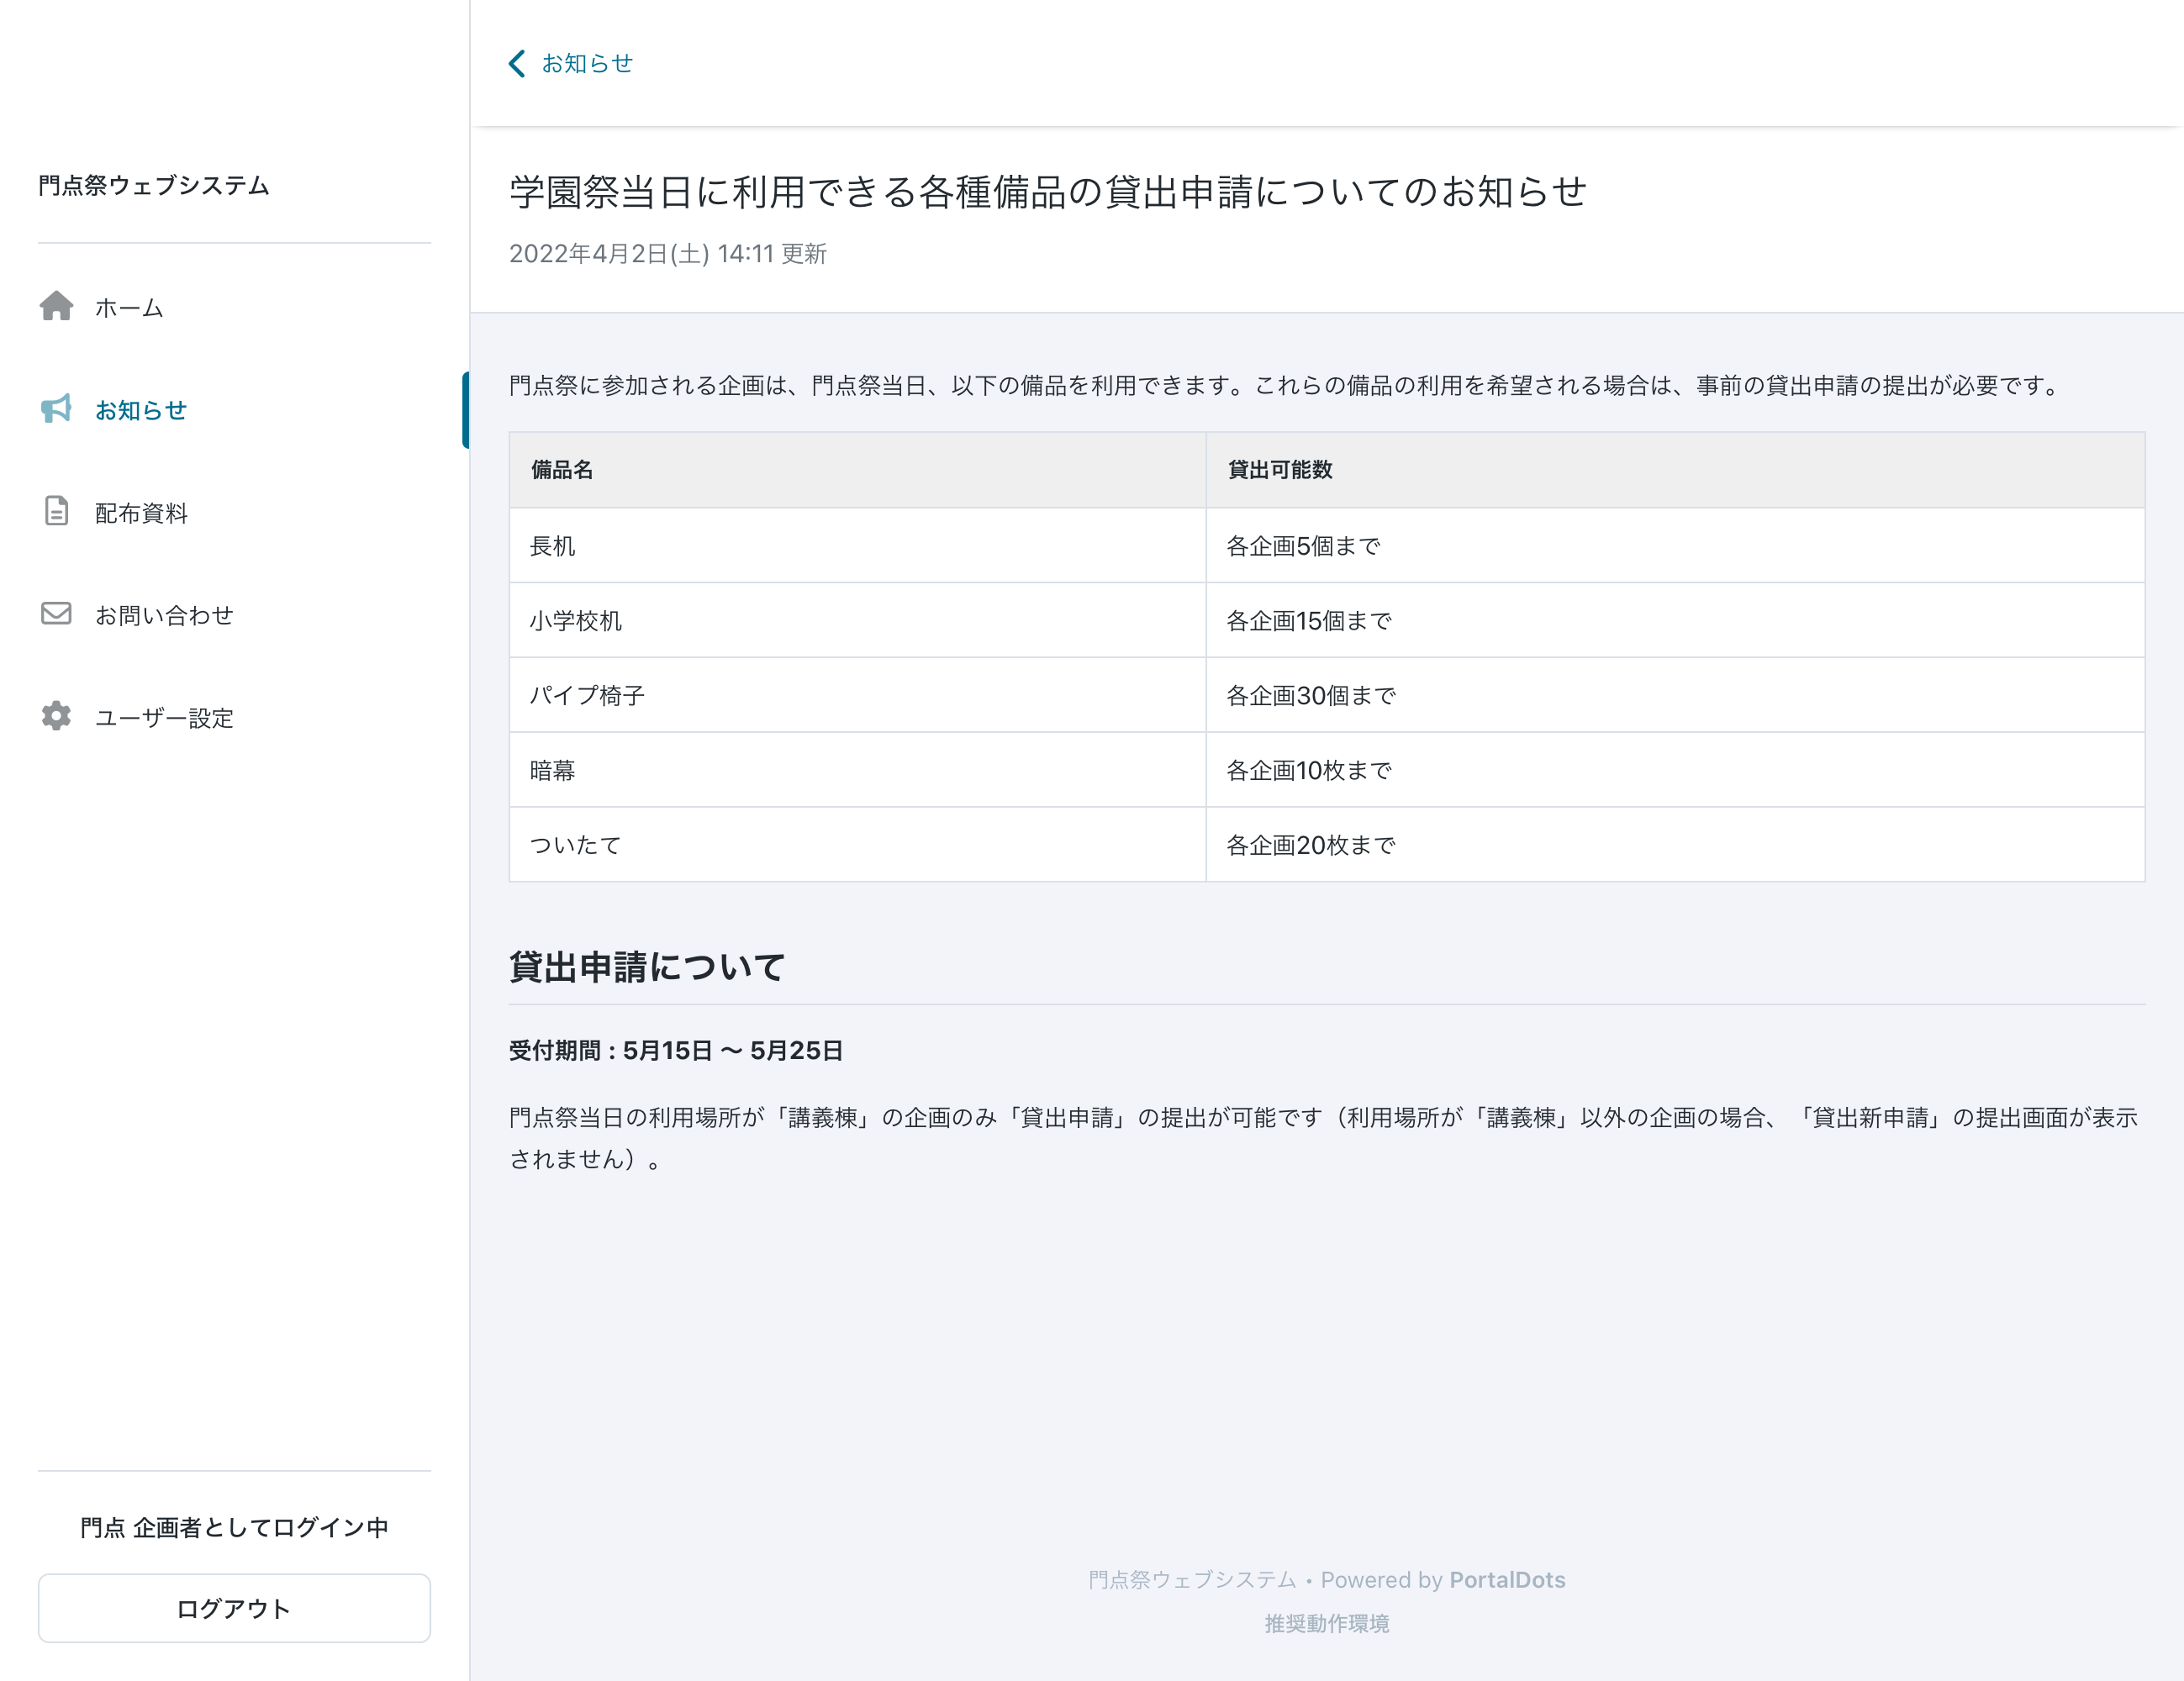 門点祭ウェブシステム
ホーム
お知らせ
配布資料
お問い合わせ
ユーザー設定
門点 企画者としてログイン中
ログアウト
お知らせ
学園祭当日に利用できる各種備品の貸出申請についてのお知らせ
2022年4月2日(土) 14:11 更新
門点祭に参加される企画は、門点祭当日、以下の備品を利用できます。これらの備品の利用を希望される場合は、事前の貸出申請の提出が必要です。
備品名 貸出可能数
長机 各企画5個まで
小学校机 各企画15個まで
パイプ椅子 各企画30個まで
暗幕 各企画10枚まで
ついたて 各企画20枚まで
貸出申請について
受付期間 : 5月15日 〜 5月25日
門点祭当日の利用場所が「講義棟」の企画のみ「貸出申請」の提出が可能です（利用場所が「講義棟」以外の企画の場合、「貸出新申請」の提出画面が表示
されません）。
門点祭ウェブシステム • Powered by PortalDots
推奨動作環境